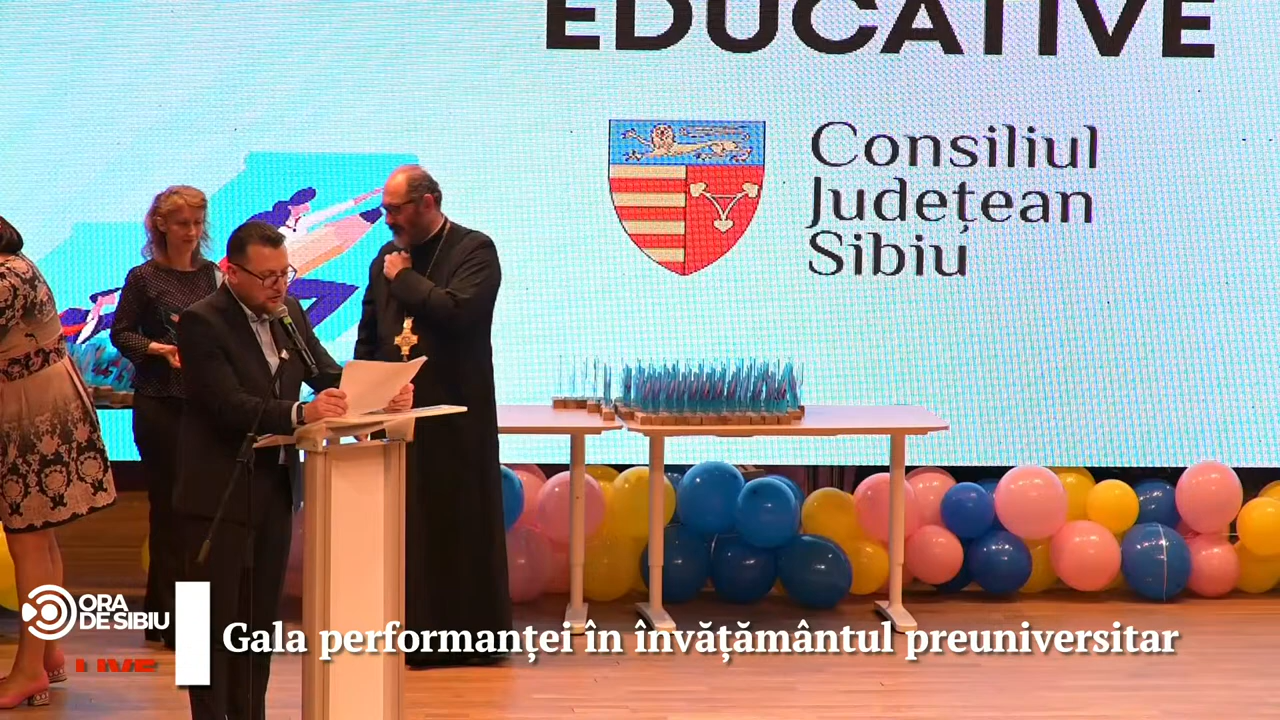 EDUCATIVE
Consiliul
Județean
Sibiu
ORA
DE SIBIU
LIVE
Gala performanței în învățământul preuniversitar